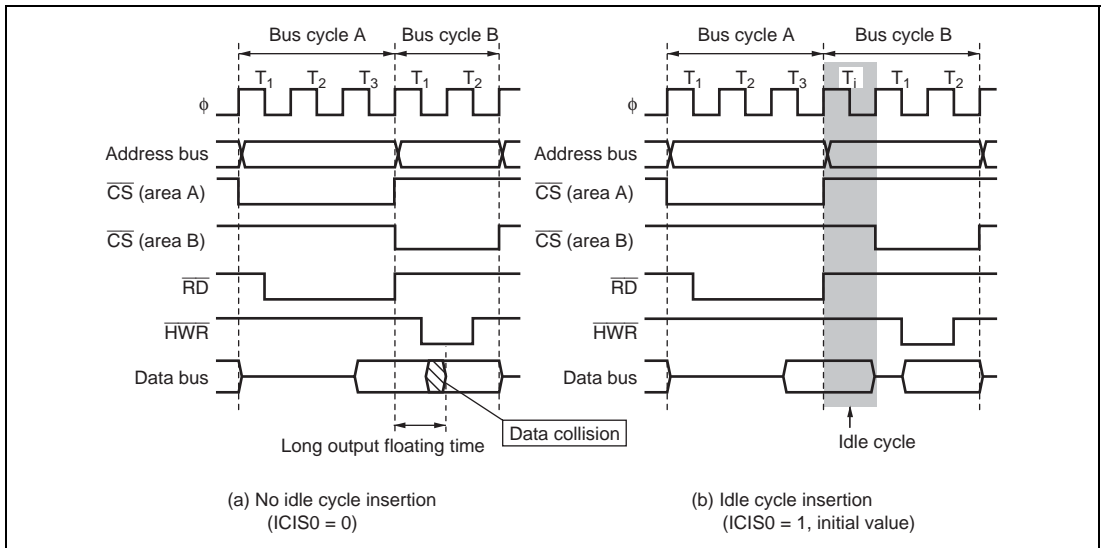 Bus cycle A Bus cycle B
T1 T2 T3 T1 T2
ϕ
Address bus
CS (area A)
CS (area B)
RD
HWR
Data bus
Long output floating time
Data collision
(a) No idle cycle insertion
(ICIS0 = 0)
Bus cycle A Bus cycle B
T1 T2 T3 Ti T1 T2
ϕ
Address bus
CS (area A)
CS (area B)
RD
HWR
Data bus
Idle cycle
(b) Idle cycle insertion
(ICIS0 = 1, initial value)